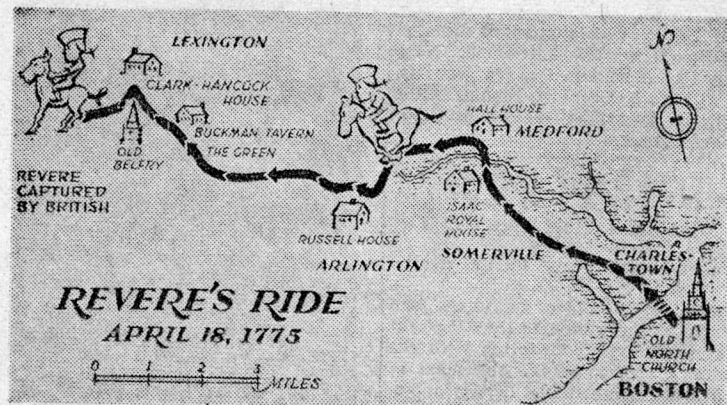 LEXINGTON
CLARK-HANCOCK
HOUSE
BUCKMAN TAVERN
THE GREEN
OLD
BELFRY
REVERE
CAPTURED
BY BRITISH
RUSSELL HOUSE
ARLINGTON
HALL HOUSE
MEDFORD
ISAAC
ROYAL
HOUSE
SOMERVILLE
CHARLES-
TOWN
OLD
NORTH
CHURCH
BOSTON
N
REVERE'S RIDE
APRIL 18, 1775
0 1 2 3
MILES